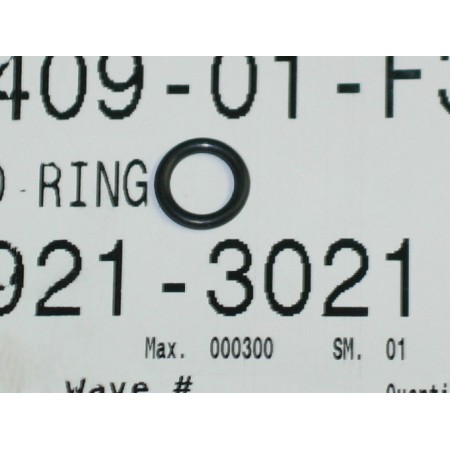 409-01-F
RING
921-3021
Max. 000300 SM. 01
Wave #